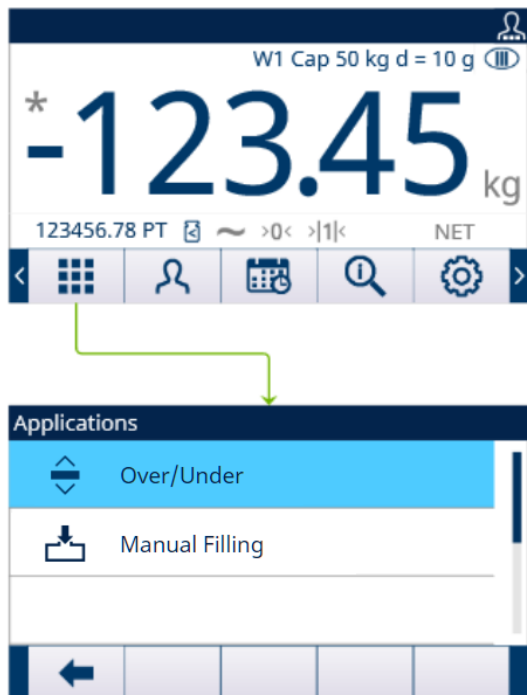 W1 Cap 50 kg d = 10 g
*-123.45 kg
123456.78 PT ~ >0< >|1|< NET
Applications
Over/Under
Manual Filling